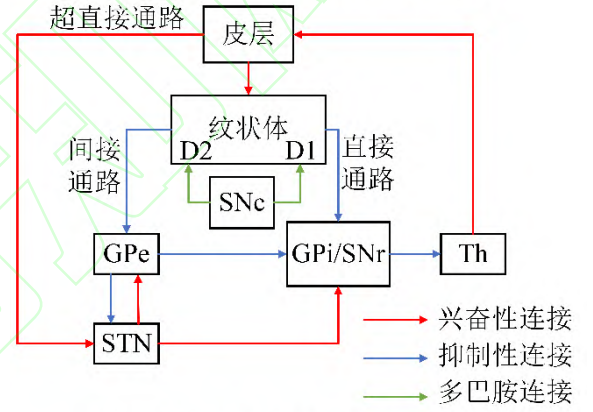 超直接通路
皮层
纹状体
D2
D1
间接
通路
直接
通路
SNc
GPe
GPi/SNr
Th
STN
兴奋性连接
抑制性连接
多巴胺连接